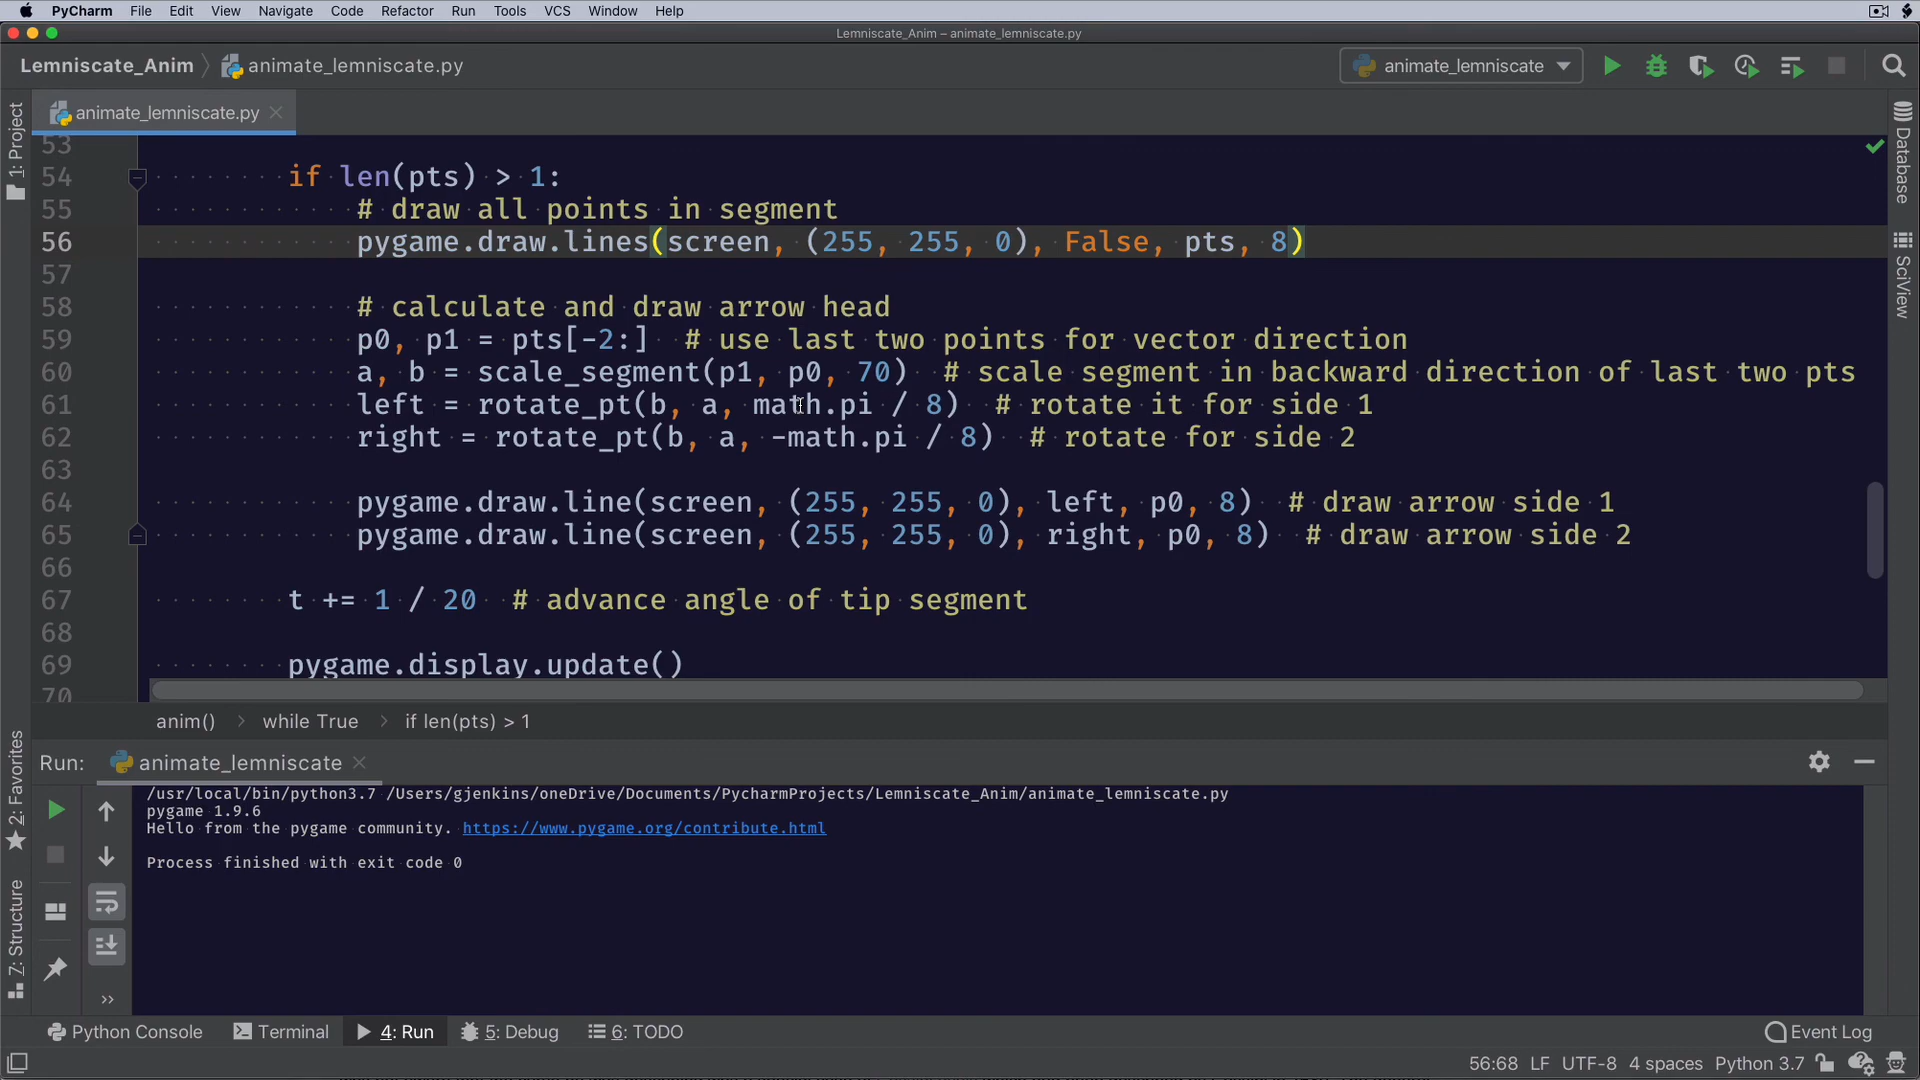 PyCharm File Edit View Navigate Code Refactor Run Tools VCS Window Help
Lemniscate_Anim – animate_lemniscate.py
Lemniscate_Anim animate_lemniscate.py animate_lemniscate
animate_lemniscate.py
1: Project
Database
SciView
53
54 if len(pts) > 1:
55 # draw all points in segment
56 pygame.draw.lines(screen, (255, 255, 0), False, pts, 8)
57
58 # calculate and draw arrow head
59 p0, p1 = pts[-2:] # use last two points for vector direction
60 a, b = scale_segment(p1, p0, 70) # scale segment in backward direction of last two pts
61 left = rotate_pt(b, a, math.pi / 8) # rotate it for side 1
62 right = rotate_pt(b, a, -math.pi / 8) # rotate for side 2
63
64 pygame.draw.line(screen, (255, 255, 0), left, p0, 8) # draw arrow side 1
65 pygame.draw.line(screen, (255, 255, 0), right, p0, 8) # draw arrow side 2
66
67 t += 1 / 20 # advance angle of tip segment
68
69 pygame.display.update()
70
anim() while True if len(pts) > 1
Run: animate_lemniscate
2: Favorites
7: Structure
/usr/local/bin/python3.7 /Users/gjenkins/oneDrive/Documents/PycharmProjects/Lemniscate_Anim/animate_lemniscate.py
pygame 1.9.6
Hello from the pygame community. https://www.pygame.org/contribute.html
Process finished with exit code 0
Python Console Terminal 4: Run 5: Debug 6: TODO Event Log
56:68 LF UTF-8 4 spaces Python 3.7